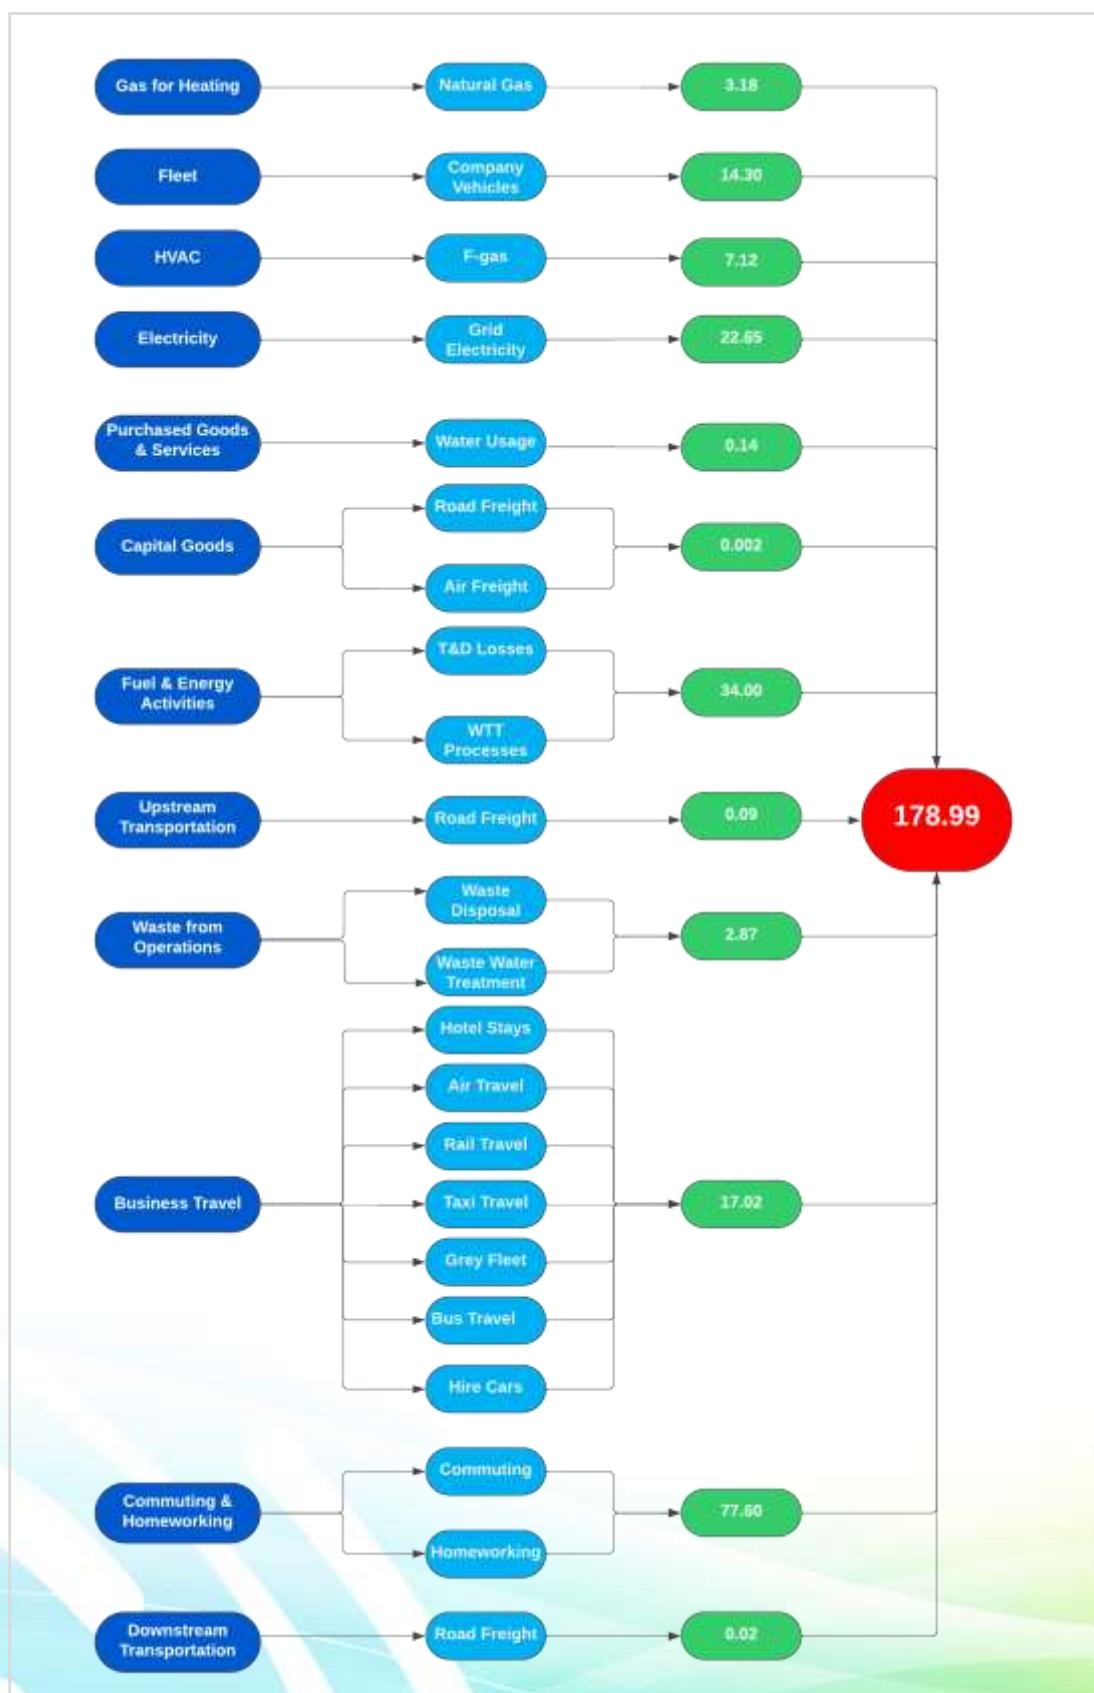 Gas for Heating
Natural Gas
3.18
Fleet
Company
Vehicles
14.30
HVAC
F-gas
7.12
Electricity
Grid
Electricity
22.65
Purchased Goods
& Services
Water Usage
0.14
Capital Goods
Road Freight
Air Freight
0.002
Fuel & Energy
Activities
T&D Losses
WTT
Processes
34.00
Upstream
Transportation
Road Freight
0.09
178.99
Waste from
Operations
Waste
Disposal
Waste Water
Treatment
2.87
Business Travel
Hotel Stays
Air Travel
Rail Travel
Taxi Travel
Grey Fleet
Bus Travel
Hire Cars
17.02
Commuting &
Homeworking
Commuting
Homeworking
77.60
Downstream
Transportation
Road Freight
0.02